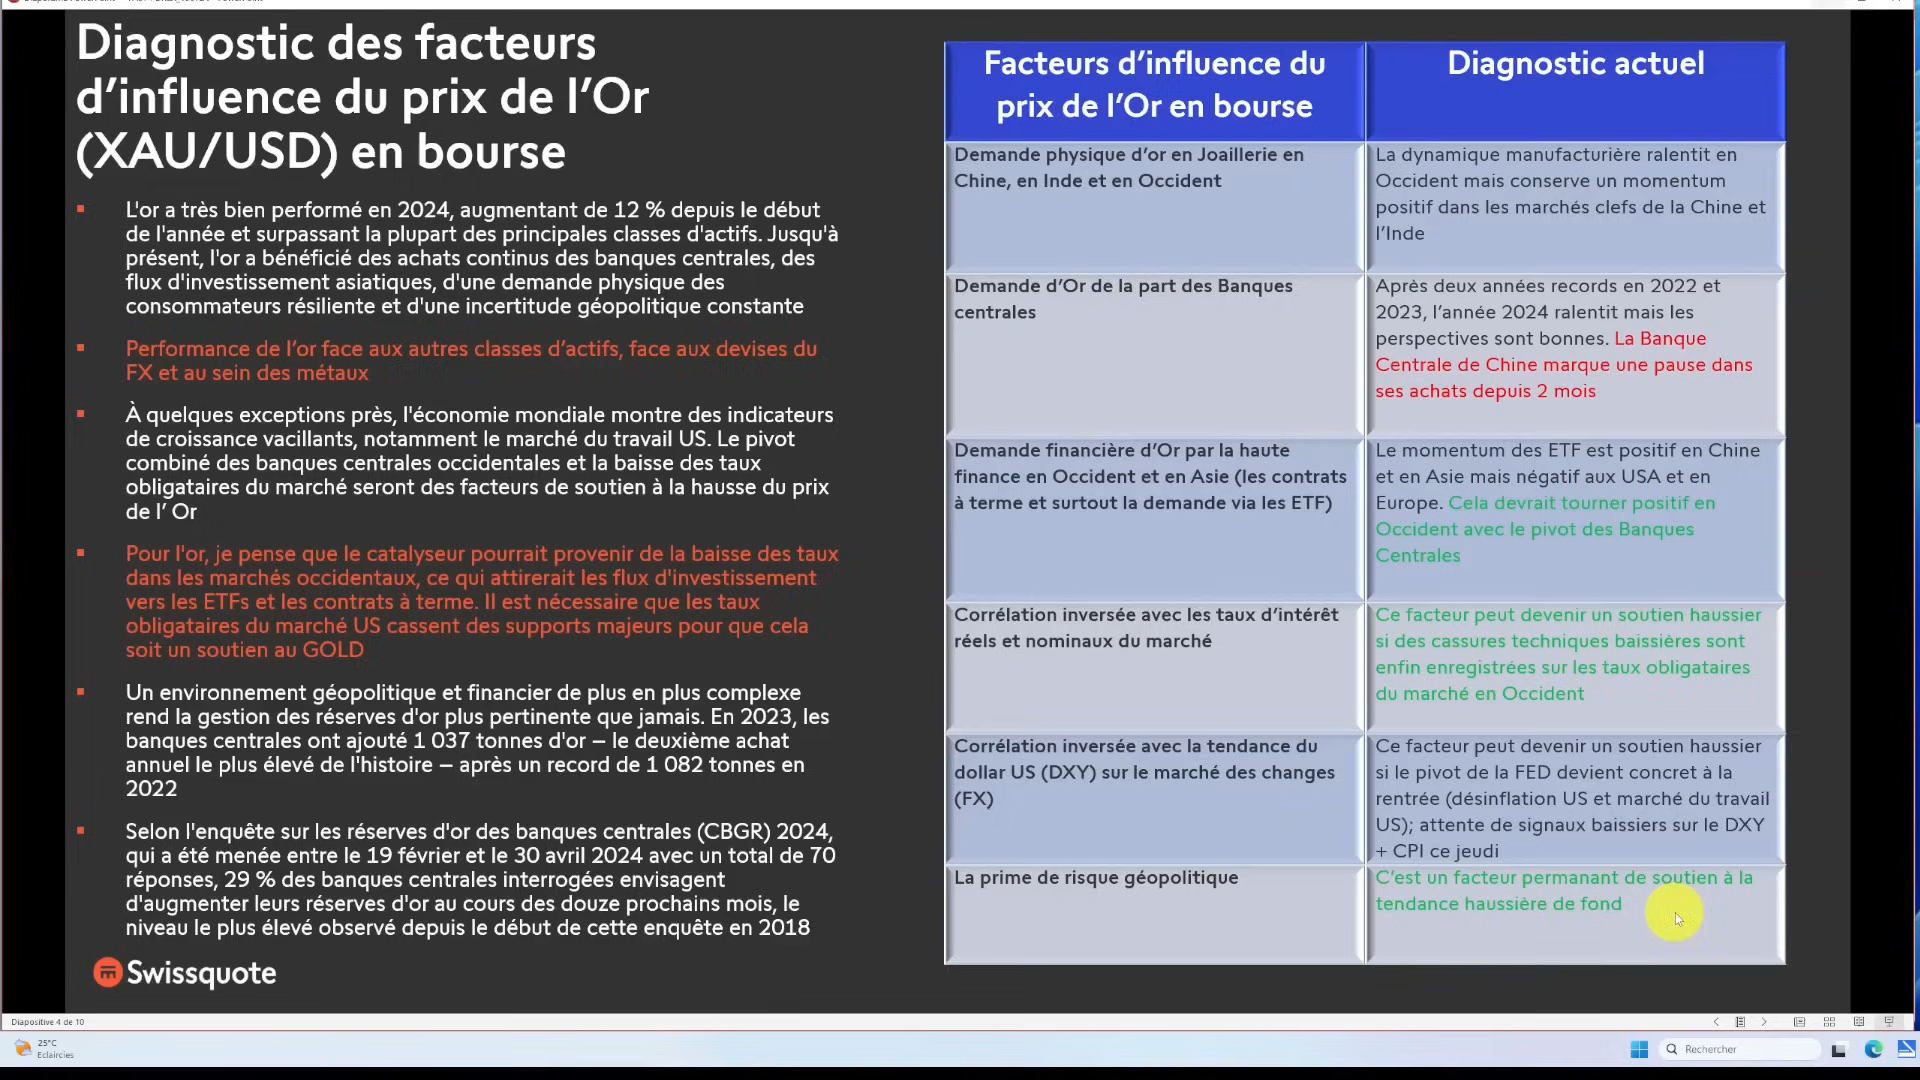 Diagnostic des facteurs
d’influence du prix de l’Or
(XAU/USD) en bourse
L'or a très bien performé en 2024, augmentant de 12 % depuis le début
de l'année et surpassant la plupart des principales classes d'actifs. Jusqu'à
présent, l'or a bénéficié des achats continus des banques centrales, des
flux d'investissement asiatiques, d'une demande physique des
consommateurs résiliente et d'une incertitude géopolitique constante
Performance de l’or face aux autres classes d’actifs, face aux devises du
FX et au sein des métaux
À quelques exceptions près, l'économie mondiale montre des indicateurs
de croissance vacillants, notamment le marché du travail US. Le pivot
combiné des banques centrales occidentales et la baisse des taux
obligataires du marché seront des facteurs de soutien à la hausse du prix
de l’ Or
Pour l'or, je pense que le catalyseur pourrait provenir de la baisse des taux
dans les marchés occidentaux, ce qui attirerait les flux d'investissement
vers les ETFs et les contrats à terme. Il est nécessaire que les taux
obligataires du marché US cassent des supports majeurs pour que cela
soit un soutien au GOLD
Un environnement géopolitique et financier de plus en plus complexe
rend la gestion des réserves d'or plus pertinente que jamais. En 2023, les
banques centrales ont ajouté 1 037 tonnes d'or – le deuxième achat
annuel le plus élevé de l'histoire – après un record de 1 082 tonnes en
2022
Selon l'enquête sur les réserves d'or des banques centrales (CBGR) 2024,
qui a été menée entre le 19 février et le 30 avril 2024 avec un total de 70
réponses, 29 % des banques centrales interrogées envisagent
d'augmenter leurs réserves d'or au cours des douze prochains mois, le
niveau le plus élevé observé depuis le début de cette enquête en 2018
Swissquote
Facteurs d’influence du
prix de l’Or en bourse
Diagnostic actuel
Demande physique d’or en Joaillerie en
Chine, en Inde et en Occident
La dynamique manufacturière ralentit en
Occident mais conserve un momentum
positif dans les marchés clefs de la Chine et
l’Inde
Demande d’Or de la part des Banques
centrales
Après deux années records en 2022 et
2023, l’année 2024 ralentit mais les
perspectives sont bonnes. La Banque
Centrale de Chine marque une pause dans
ses achats depuis 2 mois
Demande financière d’Or par la haute
finance en Occident et en Asie (les contrats
à terme et surtout la demande via les ETF)
Le momentum des ETF est positif en Chine
et en Asie mais négatif aux USA et en
Europe. Cela devrait tourner positif en
Occident avec le pivot des Banques
Centrales
Corrélation inversée avec les taux d’intérêt
réels et nominaux du marché
Ce facteur peut devenir un soutien haussier
si des cassures techniques baissières sont
enfin enregistrées sur les taux obligataires
du marché en Occident
Corrélation inversée avec la tendance du
dollar US (DXY) sur le marché des changes
(FX)
Ce facteur peut devenir un soutien haussier
si le pivot de la FED devient concret à la
rentrée (désinflation US et marché du travail
US); attente de signaux baissiers sur le DXY
+ CPI ce jeudi
La prime de risque géopolitique
C’est un facteur permanant de soutien à la
tendance haussière de fond
Diapositive 4 de 10
25°C
Eclaircies
Rechercher